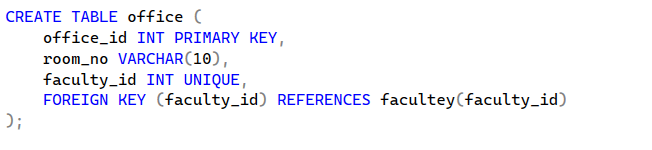 CREATE TABLE office (
    office_id INT PRIMARY KEY,
    room_no VARCHAR(10),
    faculty_id INT UNIQUE,
    FOREIGN KEY (faculty_id) REFERENCES facultey(faculty_id)
);